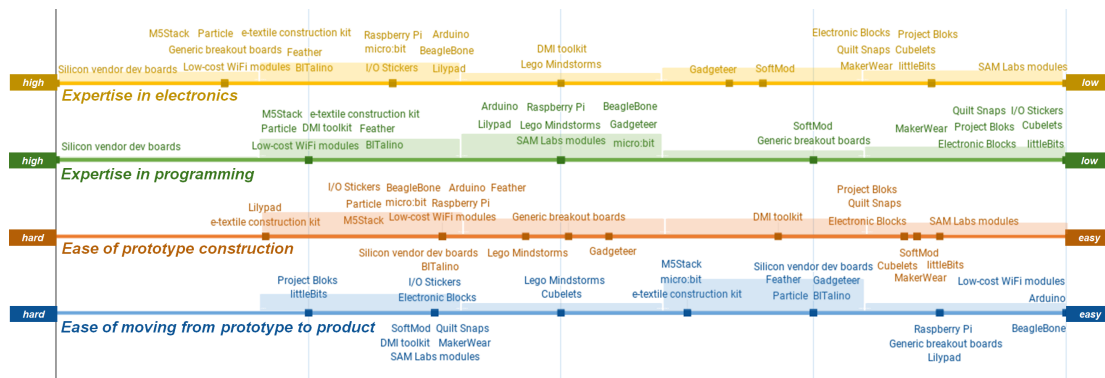 M5Stack Particle e-textile construction kit Raspberry Pi Arduino Electronic Blocks Project Bloks
Generic breakout boards Feather micro:bit BeagleBone DMI toolkit Quilt Snaps Cubelets
Silicon vendor dev boards Low-cost WiFi modules BITalino I/O Stickers Lilypad Lego Mindstorms Gadgeteer SoftMod MakerWear littleBits SAM Labs modules
high low
Expertise in electronics
M5Stack e-textile construction kit Arduino Raspberry Pi BeagleBone Quilt Snaps I/O Stickers
Particle DMI toolkit Feather Lilypad Lego Mindstorms Gadgeteer SoftMod MakerWear Project Bloks Cubelets
Silicon vendor dev boards Low-cost WiFi modules BITalino SAM Labs modules micro:bit Generic breakout boards Electronic Blocks littleBits
high low
Expertise in programming
I/O Stickers BeagleBone Arduino Feather Project Bloks
Lilypad Particle micro:bit Raspberry Pi Quilt Snaps
e-textile construction kit M5Stack Low-cost WiFi modules Generic breakout boards DMI toolkit Electronic Blocks SAM Labs modules
hard easy
Ease of prototype construction
Silicon vendor dev boards Lego Mindstorms Gadgeteer SoftMod
BITalino Cubelets littleBits
MakerWear
M5Stack Silicon vendor dev boards
Project Bloks I/O Stickers Lego Mindstorms micro:bit Feather Gadgeteer Low-cost WiFi modules
littleBits Electronic Blocks Cubelets e-textile construction kit Particle BITalino Arduino
hard easy
Ease of moving from prototype to product
SoftMod Quilt Snaps Raspberry Pi BeagleBone
DMI toolkit MakerWear Generic breakout boards
SAM Labs modules Lilypad